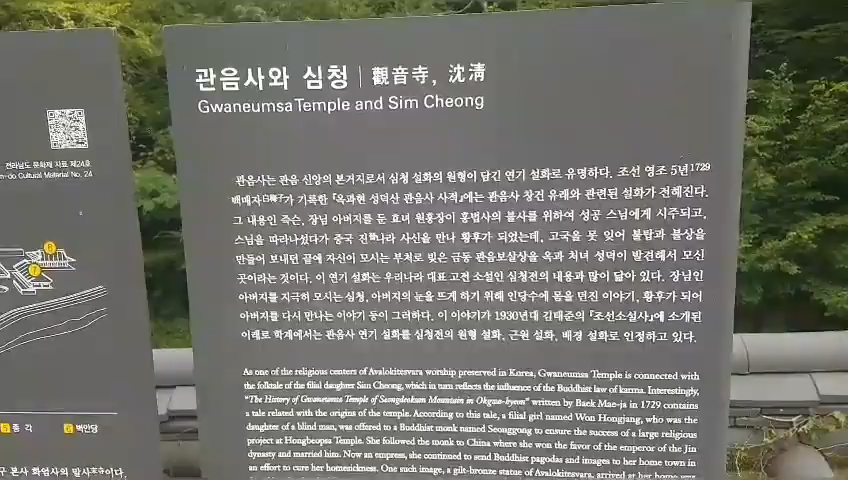 전라남도 문화재 자료 제24호
n-do Cultural Material No. 24
8
7
5 종 각
6 벽안당
구 본사 화엄사의 말사末寺이다.
관음사와 심청 | 觀音寺, 沈淸
Gwaneumsa Temple and Sim Cheong
관음사는 관음 신앙의 본거지로서 심청 설화의 원형이 담긴 연기 설화로 유명하다. 조선 영조 5년1729
백매자白梅子가 기록한 『옥과현 성덕산 관음사 사적』에는 관음사 창건 유래와 관련된 설화가 전해진다.
그 내용인 즉슨, 장님 아버지를 둔 효녀 원홍장이 홍법사의 불사를 위하여 성공 스님에게 시주되고,
스님을 따라나섰다가 중국 진晉나라 사신을 만나 황후가 되었는데, 고국을 못 잊어 불탑과 불상을
만들어 보내던 끝에 자신이 모시는 부처로 빚은 금동 관음보살상을 옥과 처녀 성덕이 발견해서 모신
곳이라는 것이다. 이 연기 설화는 우리나라 대표 고전 소설인 심청전의 내용과 많이 닮아 있다. 장님인
아버지를 지극히 모시는 심청, 아버지의 눈을 뜨게 하기 위해 인당수에 몸을 던진 이야기, 황후가 되어
아버지를 다시 만나는 이야기 등이 그러하다. 이 이야기가 1930년대 김태준의 『조선소설사』에 소개된
이래로 학계에서는 관음사 연기 설화를 심청전의 원형 설화, 근원 설화, 배경 설화로 인정하고 있다.
As one of the religious centers of Avalokitesvara worship preserved in Korea, Gwaneumsa Temple is connected with
the folktale of the filial daughter Sim Cheong, which in turn reflects the influence of the Buddhist law of karma. Interestingly,
"The History of Gwaneumsa Temple of Seongdeoksan Mountain in Okgwa-hyeon" written by Baek Mae-ja in 1729 contains
a tale related with the origins of the temple. According to this tale, a filial girl named Won Hongjang, who was the
daughter of a blind man, was offered to a Buddhist monk named Seonggong to ensure the success of a large religious
project at Hongbeopsa Temple. She followed the monk to China where she won the favor of the emperor of the Jin
dynasty and married him. Now an empress, she continued to send Buddhist pagodas and images to her home town in
an effort to cure her homesickness. One such image, a gilt-bronze statue of Avalokitesvara, arrived at her home